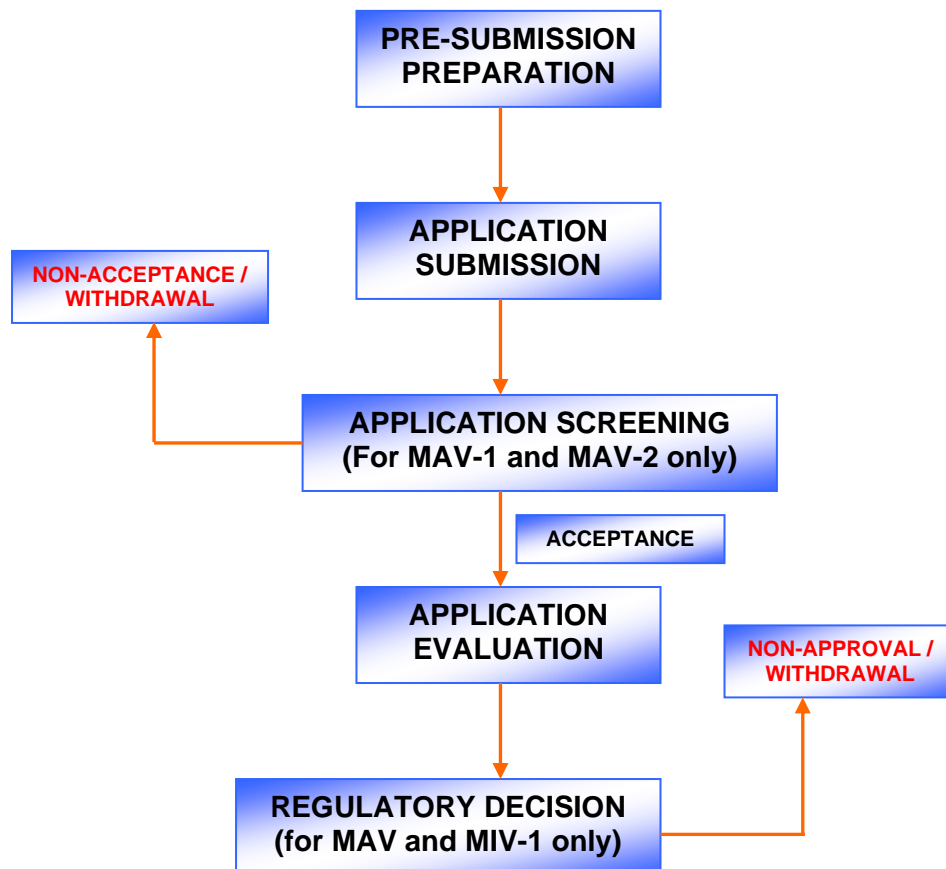 PRE-SUBMISSION
PREPARATION
APPLICATION
SUBMISSION
NON-ACCEPTANCE /
WITHDRAWAL
APPLICATION SCREENING
(For MAV-1 and MAV-2 only)
ACCEPTANCE
APPLICATION
EVALUATION
NON-APPROVAL /
WITHDRAWAL
REGULATORY DECISION
(for MAV and MIV-1 only)